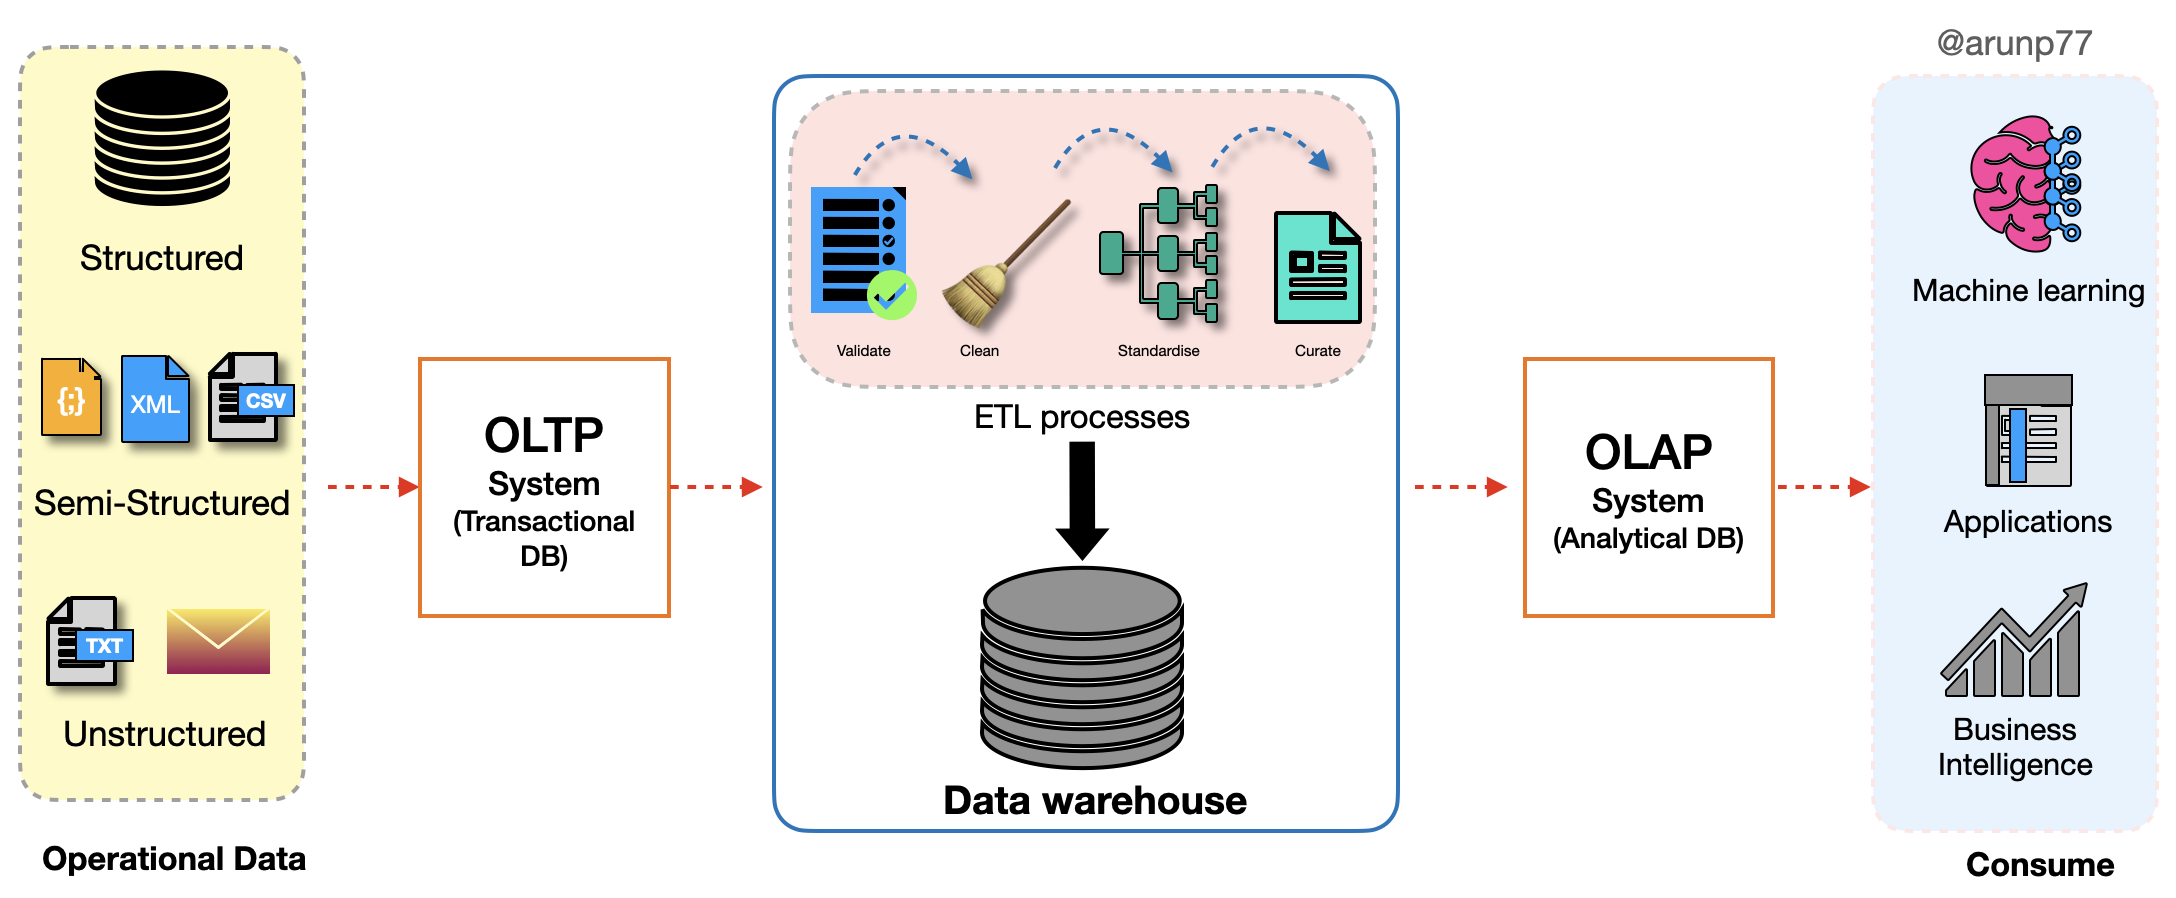 @arunp77
Structured
{;}
XML
CSV
Semi-Structured
TXT
Unstructured
Operational Data
OLTP
System
(Transactional
DB)
Validate
Clean
Standardise
Curate
ETL processes
Data warehouse
OLAP
System
(Analytical DB)
Machine learning
Applications
Business
Intelligence
Consume